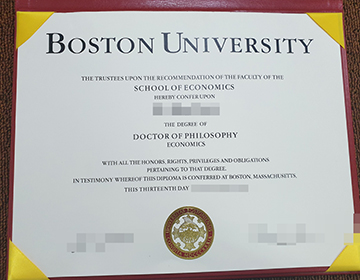 BOSTON UNIVERSITY
THE TRUSTEES UPON THE RECOMMENDATION OF THE FACULTY OF THE
SCHOOL OF ECONOMICS
HEREBY CONFER UPON
THE DEGREE OF
DOCTOR OF PHILOSOPHY
ECONOMICS
WITH ALL THE HONORS, RIGHTS, PRIVILEGES AND OBLIGATIONS
PERTAINING TO THAT DEGREE.
IN TESTIMONY WHEREOF THIS DIPLOMA IS CONFERRED AT BOSTON, MASSACHUSETTS,
THIS THIRTEENTH DAY